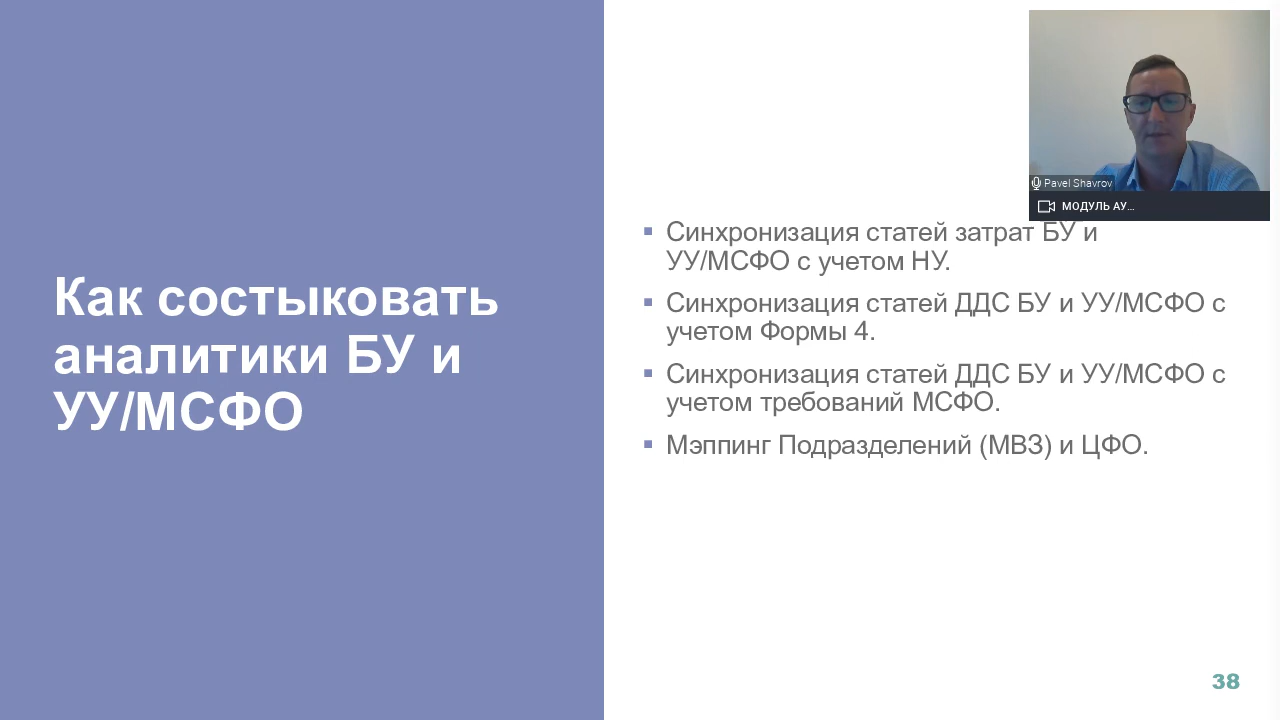 Как состыковать
аналитики БУ и
УУ/МСФО
Pavel Shavrov
МОДУЛЬ АУ...
Синхронизация статей затрат БУ и
УУ/МСФО с учетом НУ.
Синхронизация статей ДДС БУ и УУ/МСФО с
учетом Формы 4.
Синхронизация статей ДДС БУ и УУ/МСФО с
учетом требований МСФО.
Мэппинг Подразделений (МВЗ) и ЦФО.
38